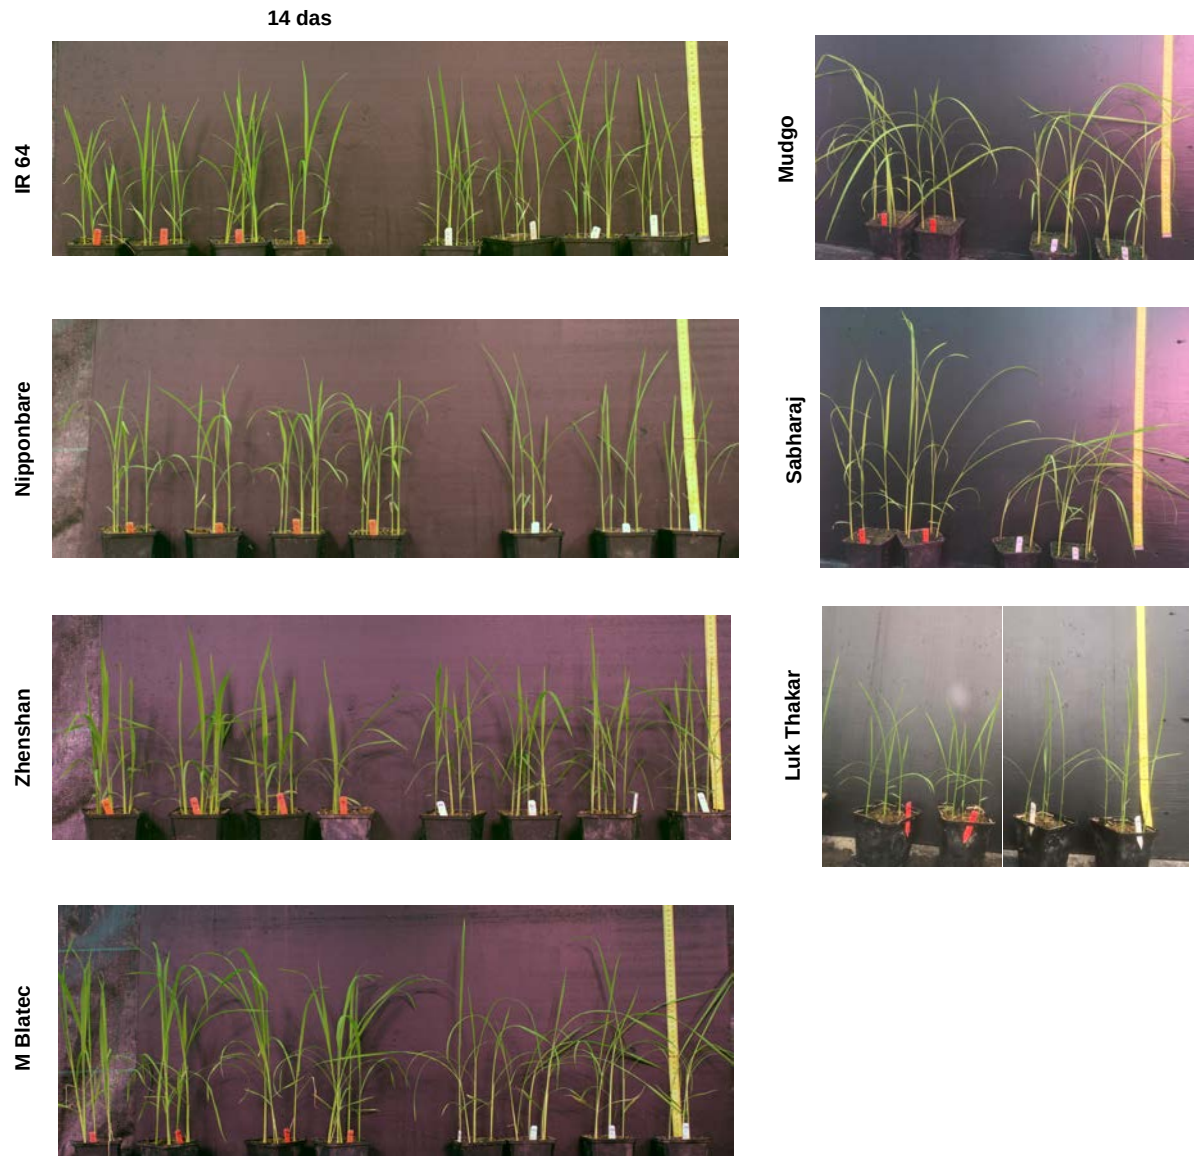 14 das
IR 64
Mudgo
Nipponbare
Sabharaj
Zhenshan
Luk Thakar
M Blatec